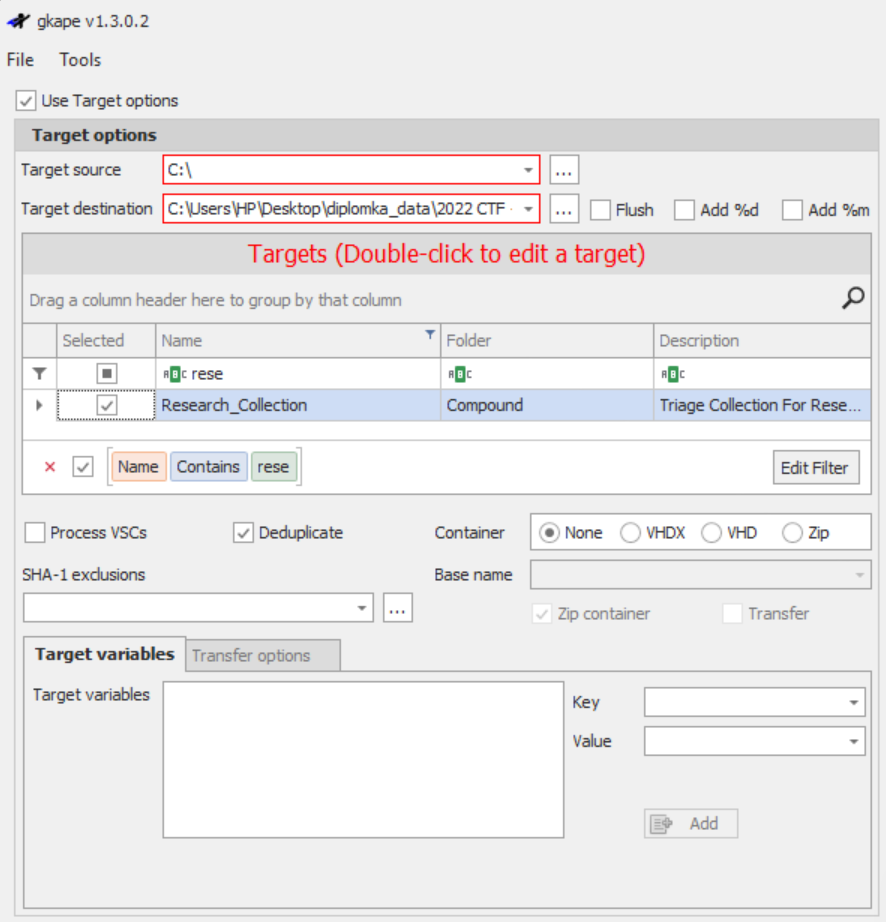 gkape v1.3.0.2
File Tools
Use Target options
Target options
Target source C:\ ...
Target destination C:\Users\HP\Desktop\diplomka_data\2022 CTF - ... Flush Add %d Add %m
Targets (Double-click to edit a target)
Drag a column header here to group by that column
Selected Name Folder Description
ABC rese ABC ABC
Research_Collection Compound Triage Collection For Rese...
Name Contains rese Edit Filter
Process VSCs Deduplicate Container None VHDX VHD Zip
SHA-1 exclusions Base name
... Zip container Transfer
Target variables Transfer options
Target variables Key
Value
Add